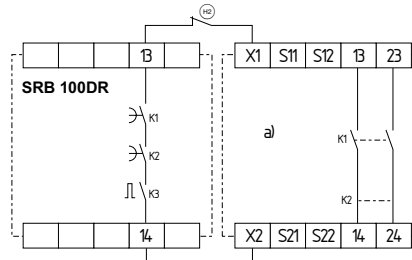 H2
13
X1 S11 S12 13 23
SRB 100DR
K1
K2
K3
a)
K1
K2
14
X2 S21 S22 14 24